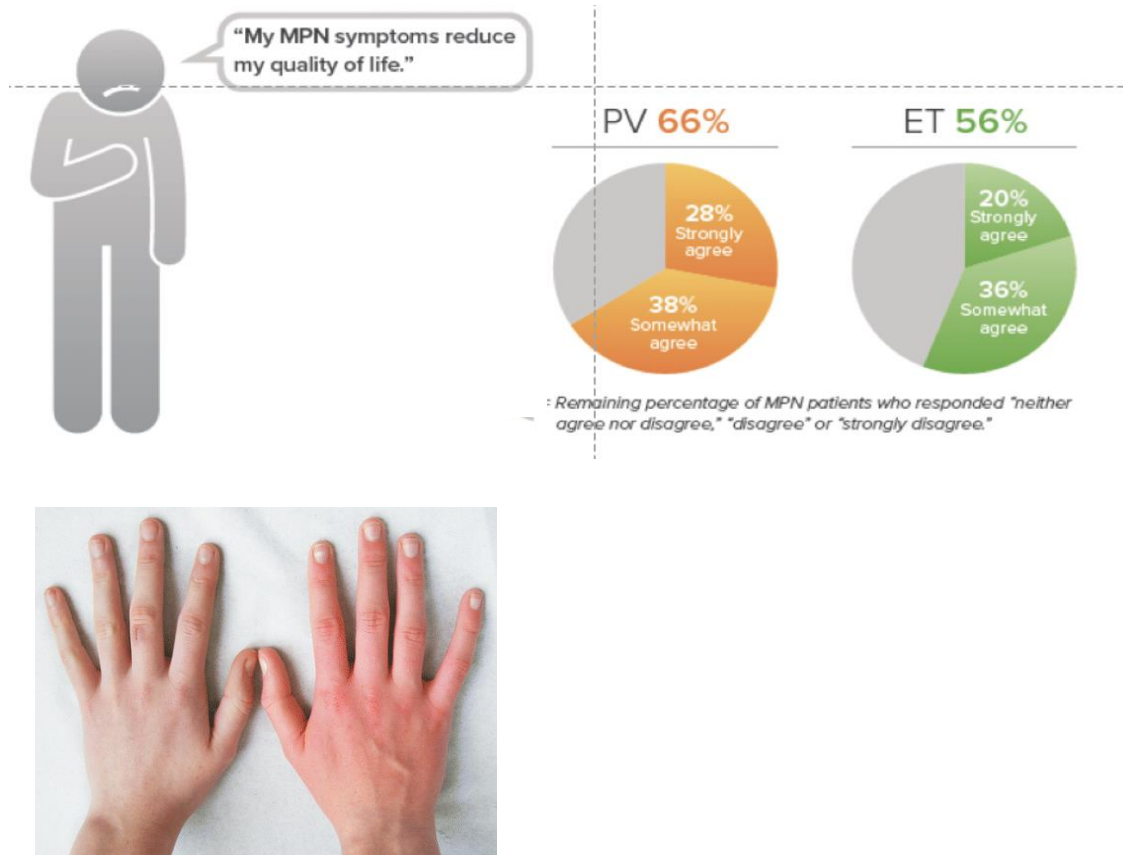 “My MPN symptoms reduce
my quality of life.”
PV 66%
ET 56%
28%
Strongly
agree
38%
Somewhat
agree
20%
Strongly
agree
36%
Somewhat
agree
= Remaining percentage of MPN patients who responded “neither
agree nor disagree,” “disagree” or “strongly disagree.”